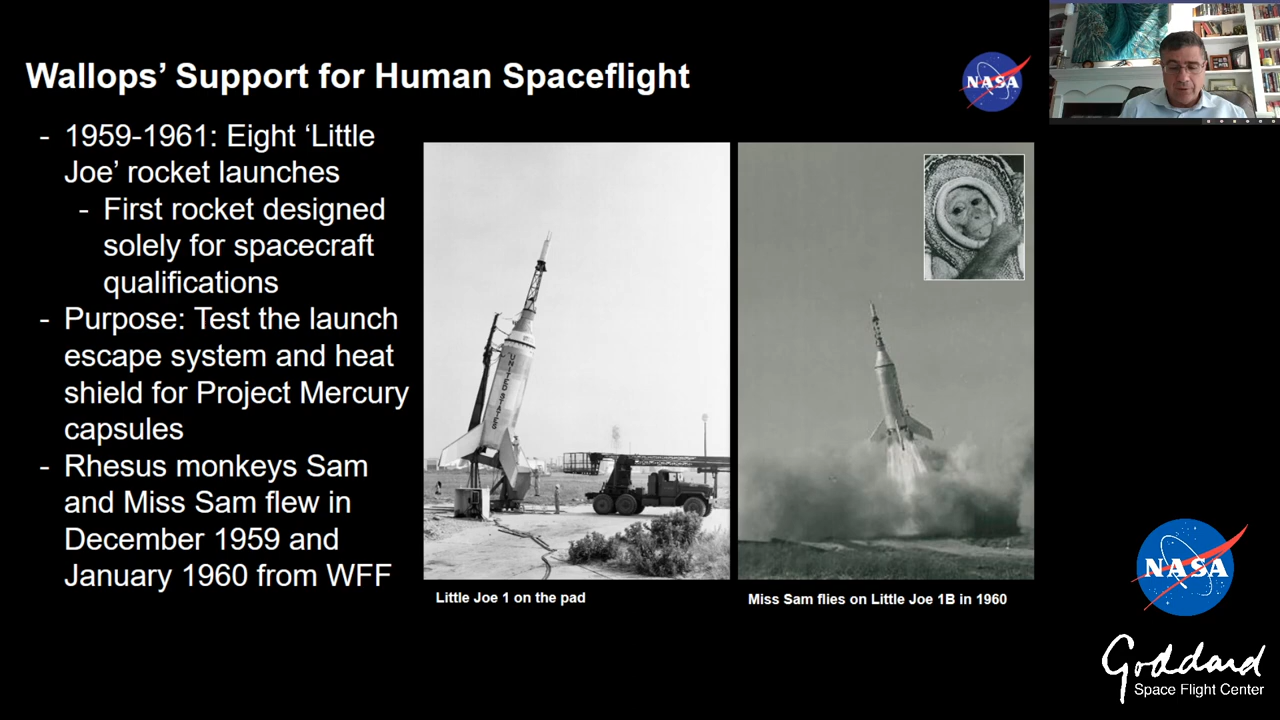 Wallops’ Support for Human Spaceflight
NASA
- 1959-1961: Eight ‘Little
Joe’ rocket launches
- First rocket designed
solely for spacecraft
qualifications
- Purpose: Test the launch
escape system and heat
shield for Project Mercury
capsules
- Rhesus monkeys Sam
and Miss Sam flew in
December 1959 and
January 1960 from WFF
UNITED STATES
Little Joe 1 on the pad
Miss Sam flies on Little Joe 1B in 1960
NASA
Goddard
Space Flight Center